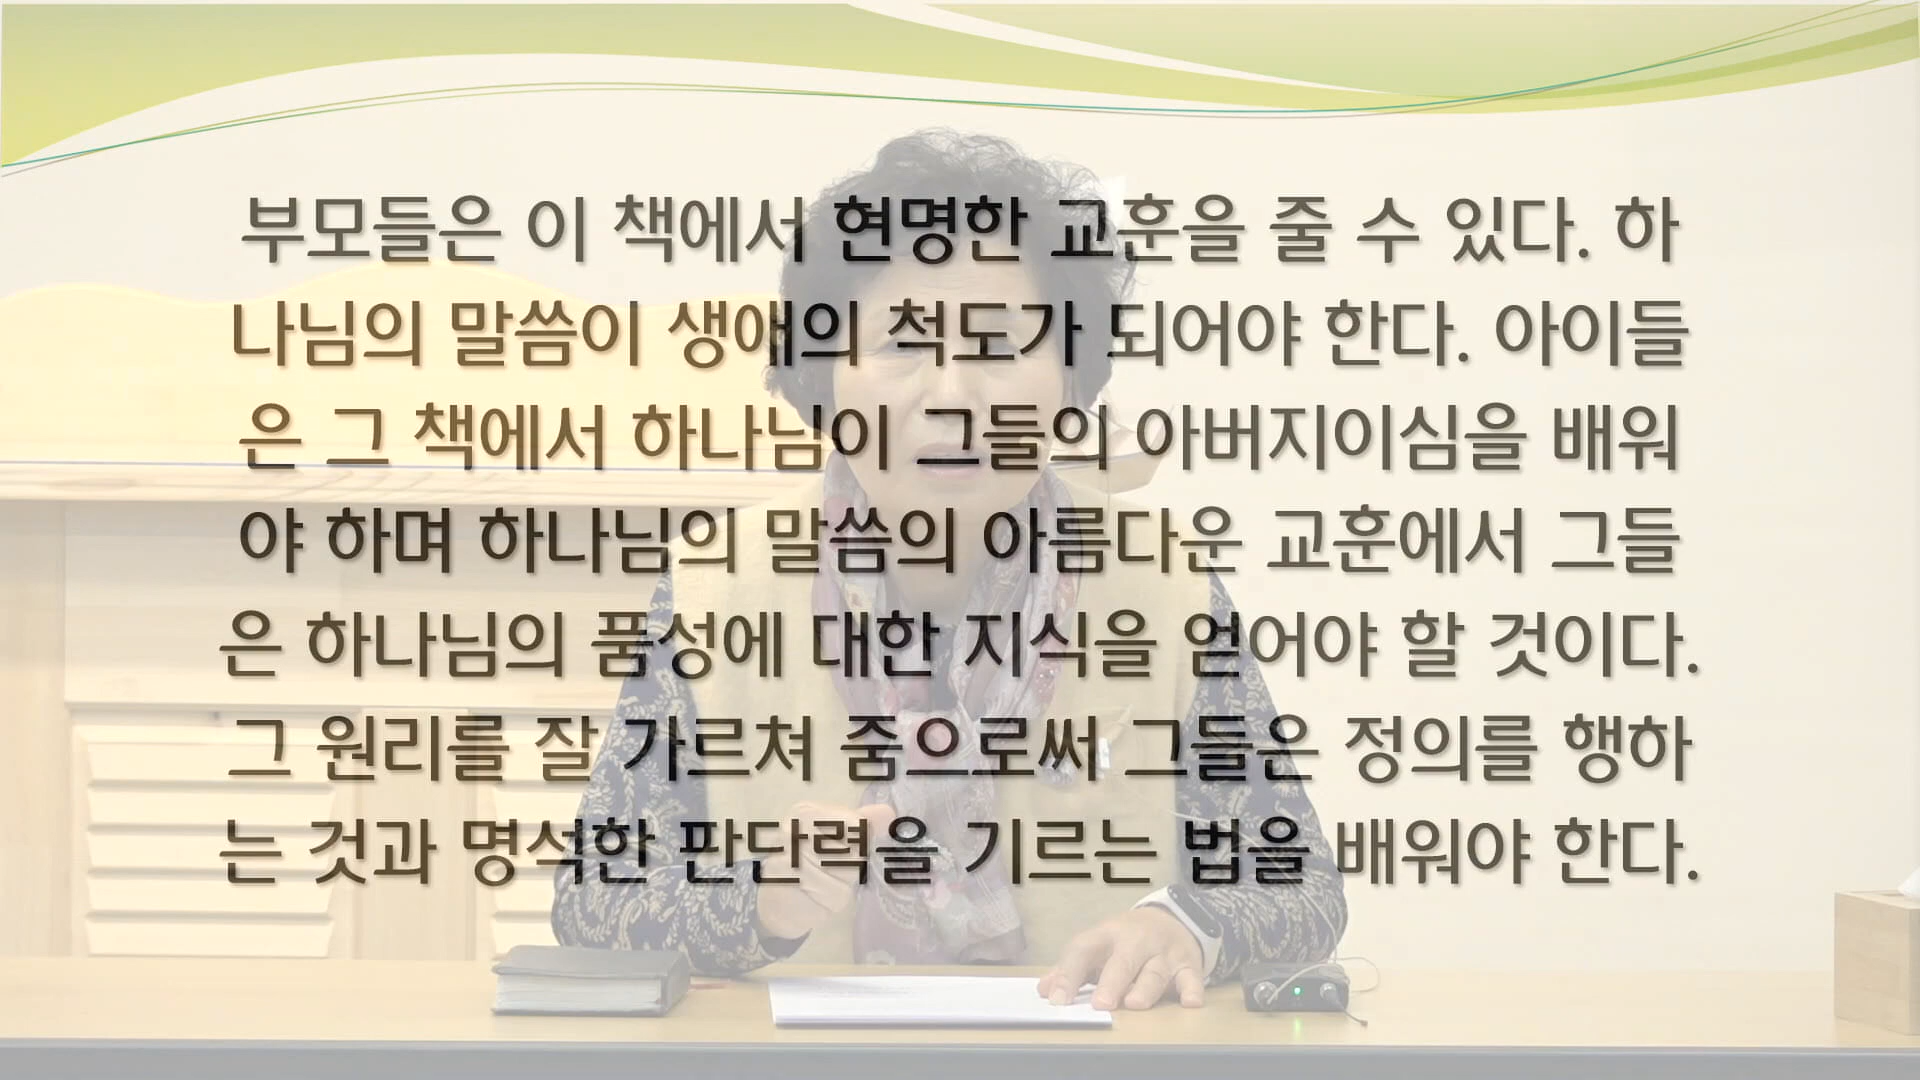 부모들은 이 책에서 현명한 교훈을 줄 수 있다. 하
나님의 말씀이 생애의 척도가 되어야 한다. 아이들
은 그 책에서 하나님이 그들의 아버지이심을 배워
야 하며 하나님의 말씀의 아름다운 교훈에서 그들
은 하나님의 품성에 대한 지식을 얻어야 할 것이다.
그 원리를 잘 가르쳐 줌으로써 그들은 정의를 행하
는 것과 명석한 판단력을 기르는 법을 배워야 한다.